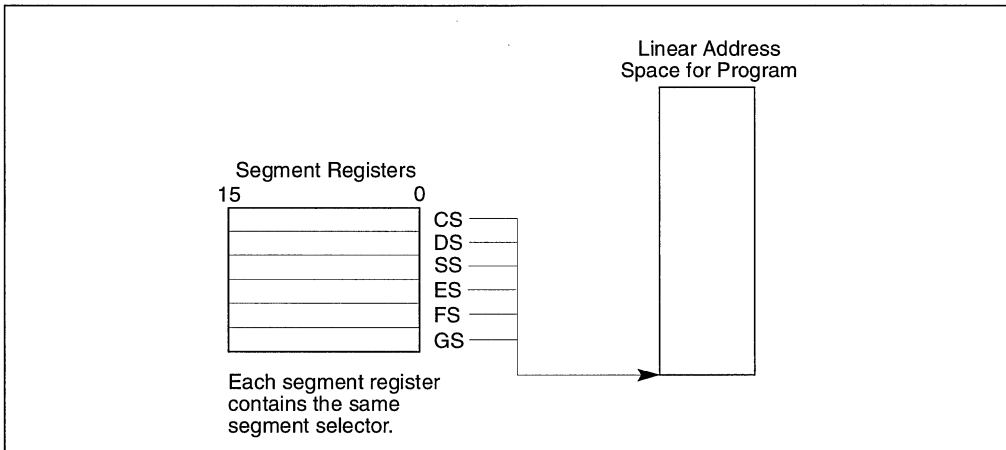 Linear Address
Space for Program
Segment Registers
15 0
CS
DS
SS
ES
FS
GS
Each segment register
contains the same
segment selector.